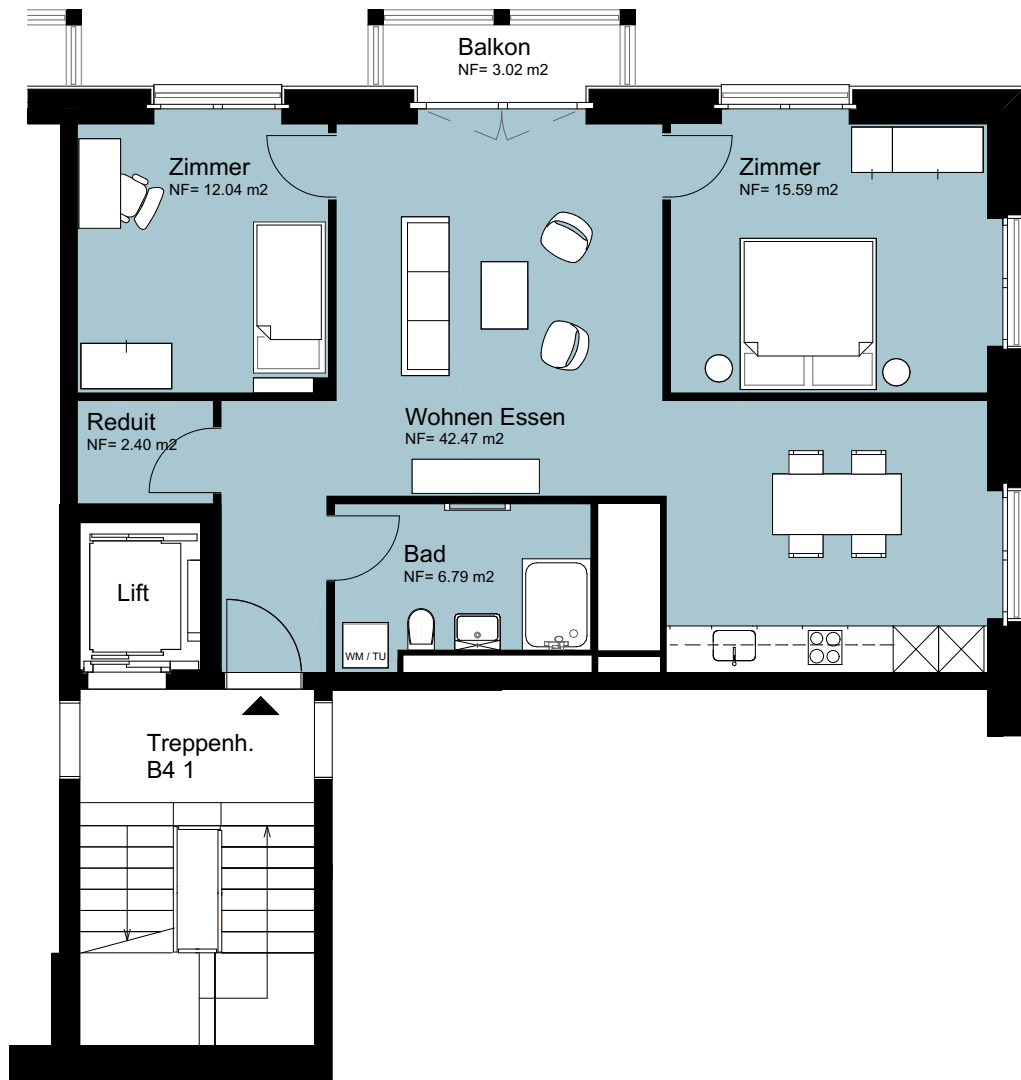 Balkon
NF= 3.02 m2
Zimmer
NF= 12.04 m2
Zimmer
NF= 15.59 m2
Reduit
NF= 2.40 m2
Wohnen Essen
NF= 42.47 m2
Bad
NF= 6.79 m2
Lift
WM / TU
Treppenh.
B4 1